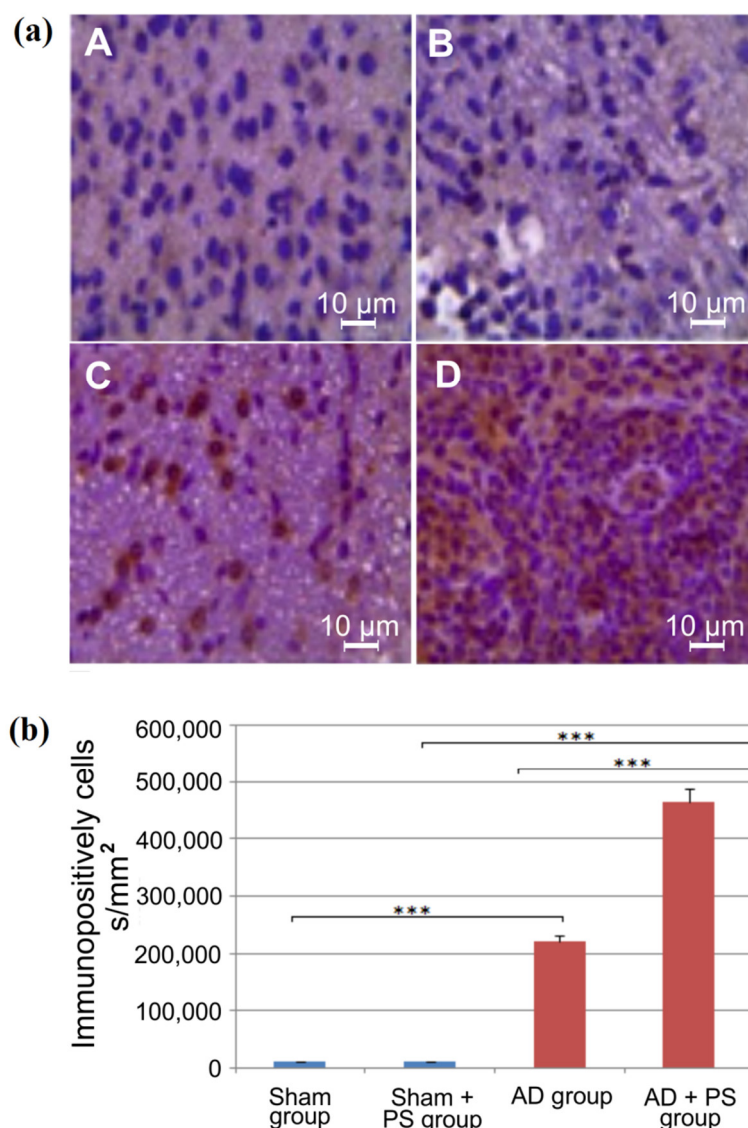 (a)
A
B
10 µm
10 µm
C
D
10 µm
10 µm
(b)
Immunopositively cells
s/mm²
600,000
500,000
400,000
300,000
200,000
100,000
0
***
***
***
Sham
group
Sham +
PS group
AD group
AD + PS
group